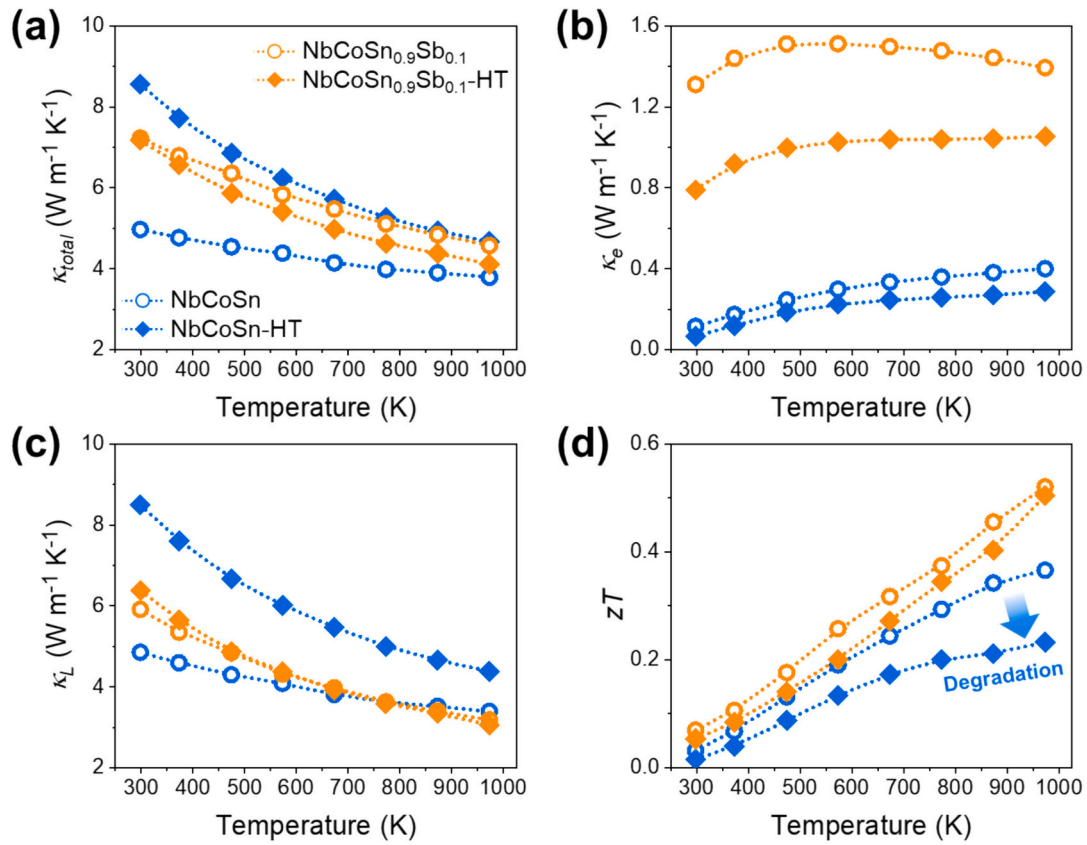 (a)
10
8
6
4
2
κtotal (W m⁻¹ K⁻¹)
NbCoSn₀.₉Sb₀.₁
NbCoSn₀.₉Sb₀.₁-HT
NbCoSn
NbCoSn-HT
300 400 500 600 700 800 900 1000
Temperature (K)
(b)
1.6
1.2
0.8
0.4
0.0
κe (W m⁻¹ K⁻¹)
300 400 500 600 700 800 900 1000
Temperature (K)
(c)
10
8
6
4
2
κL (W m⁻¹ K⁻¹)
300 400 500 600 700 800 900 1000
Temperature (K)
(d)
0.6
0.4
0.2
0.0
zT
Degradation
300 400 500 600 700 800 900 1000
Temperature (K)